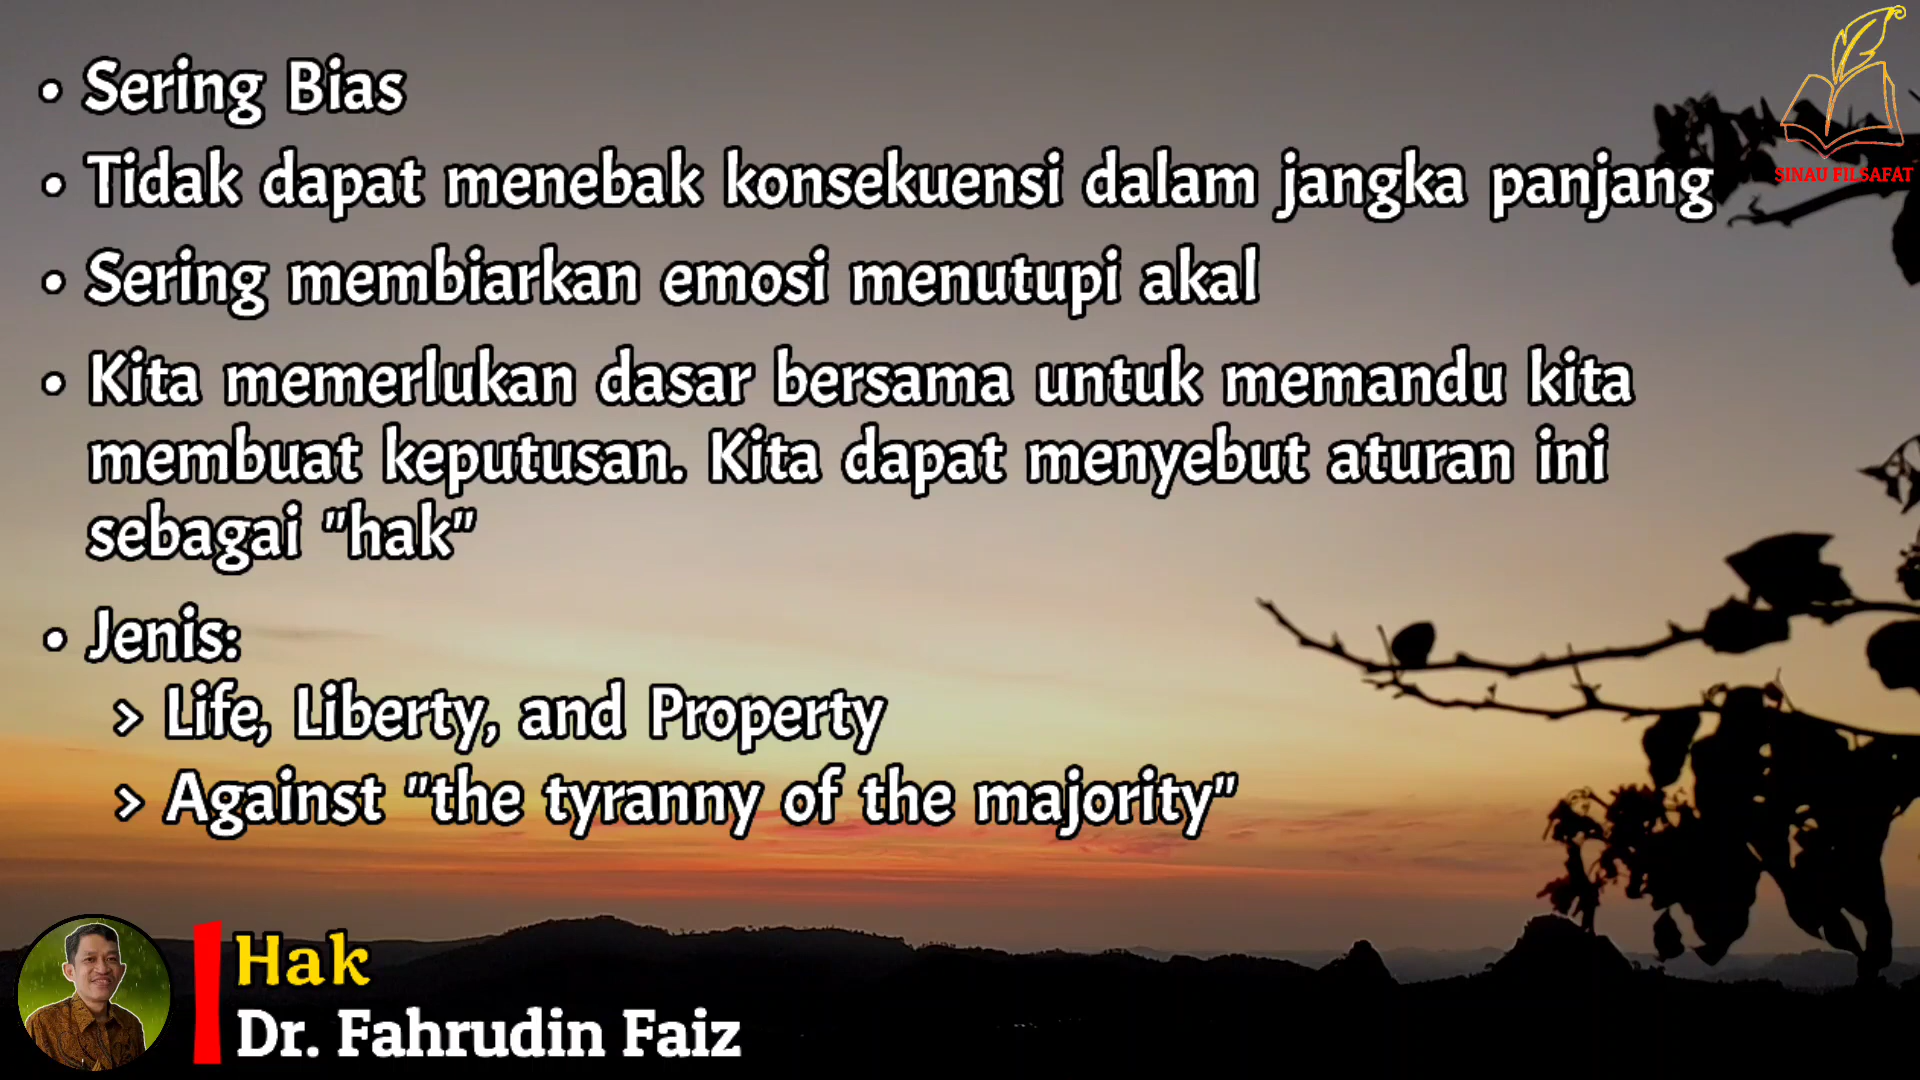 • Sering Bias
• Tidak dapat menebak konsekuensi dalam jangka panjang
SINAU FILSAFAT
• Sering membiarkan emosi menutupi akal
• Kita memerlukan dasar bersama untuk memandu kita
membuat keputusan. Kita dapat menyebut aturan ini
sebagai "hak"
• Jenis:
> Life, Liberty, and Property
> Against "the tyranny of the majority"
Hak
Dr. Fahrudin Faiz